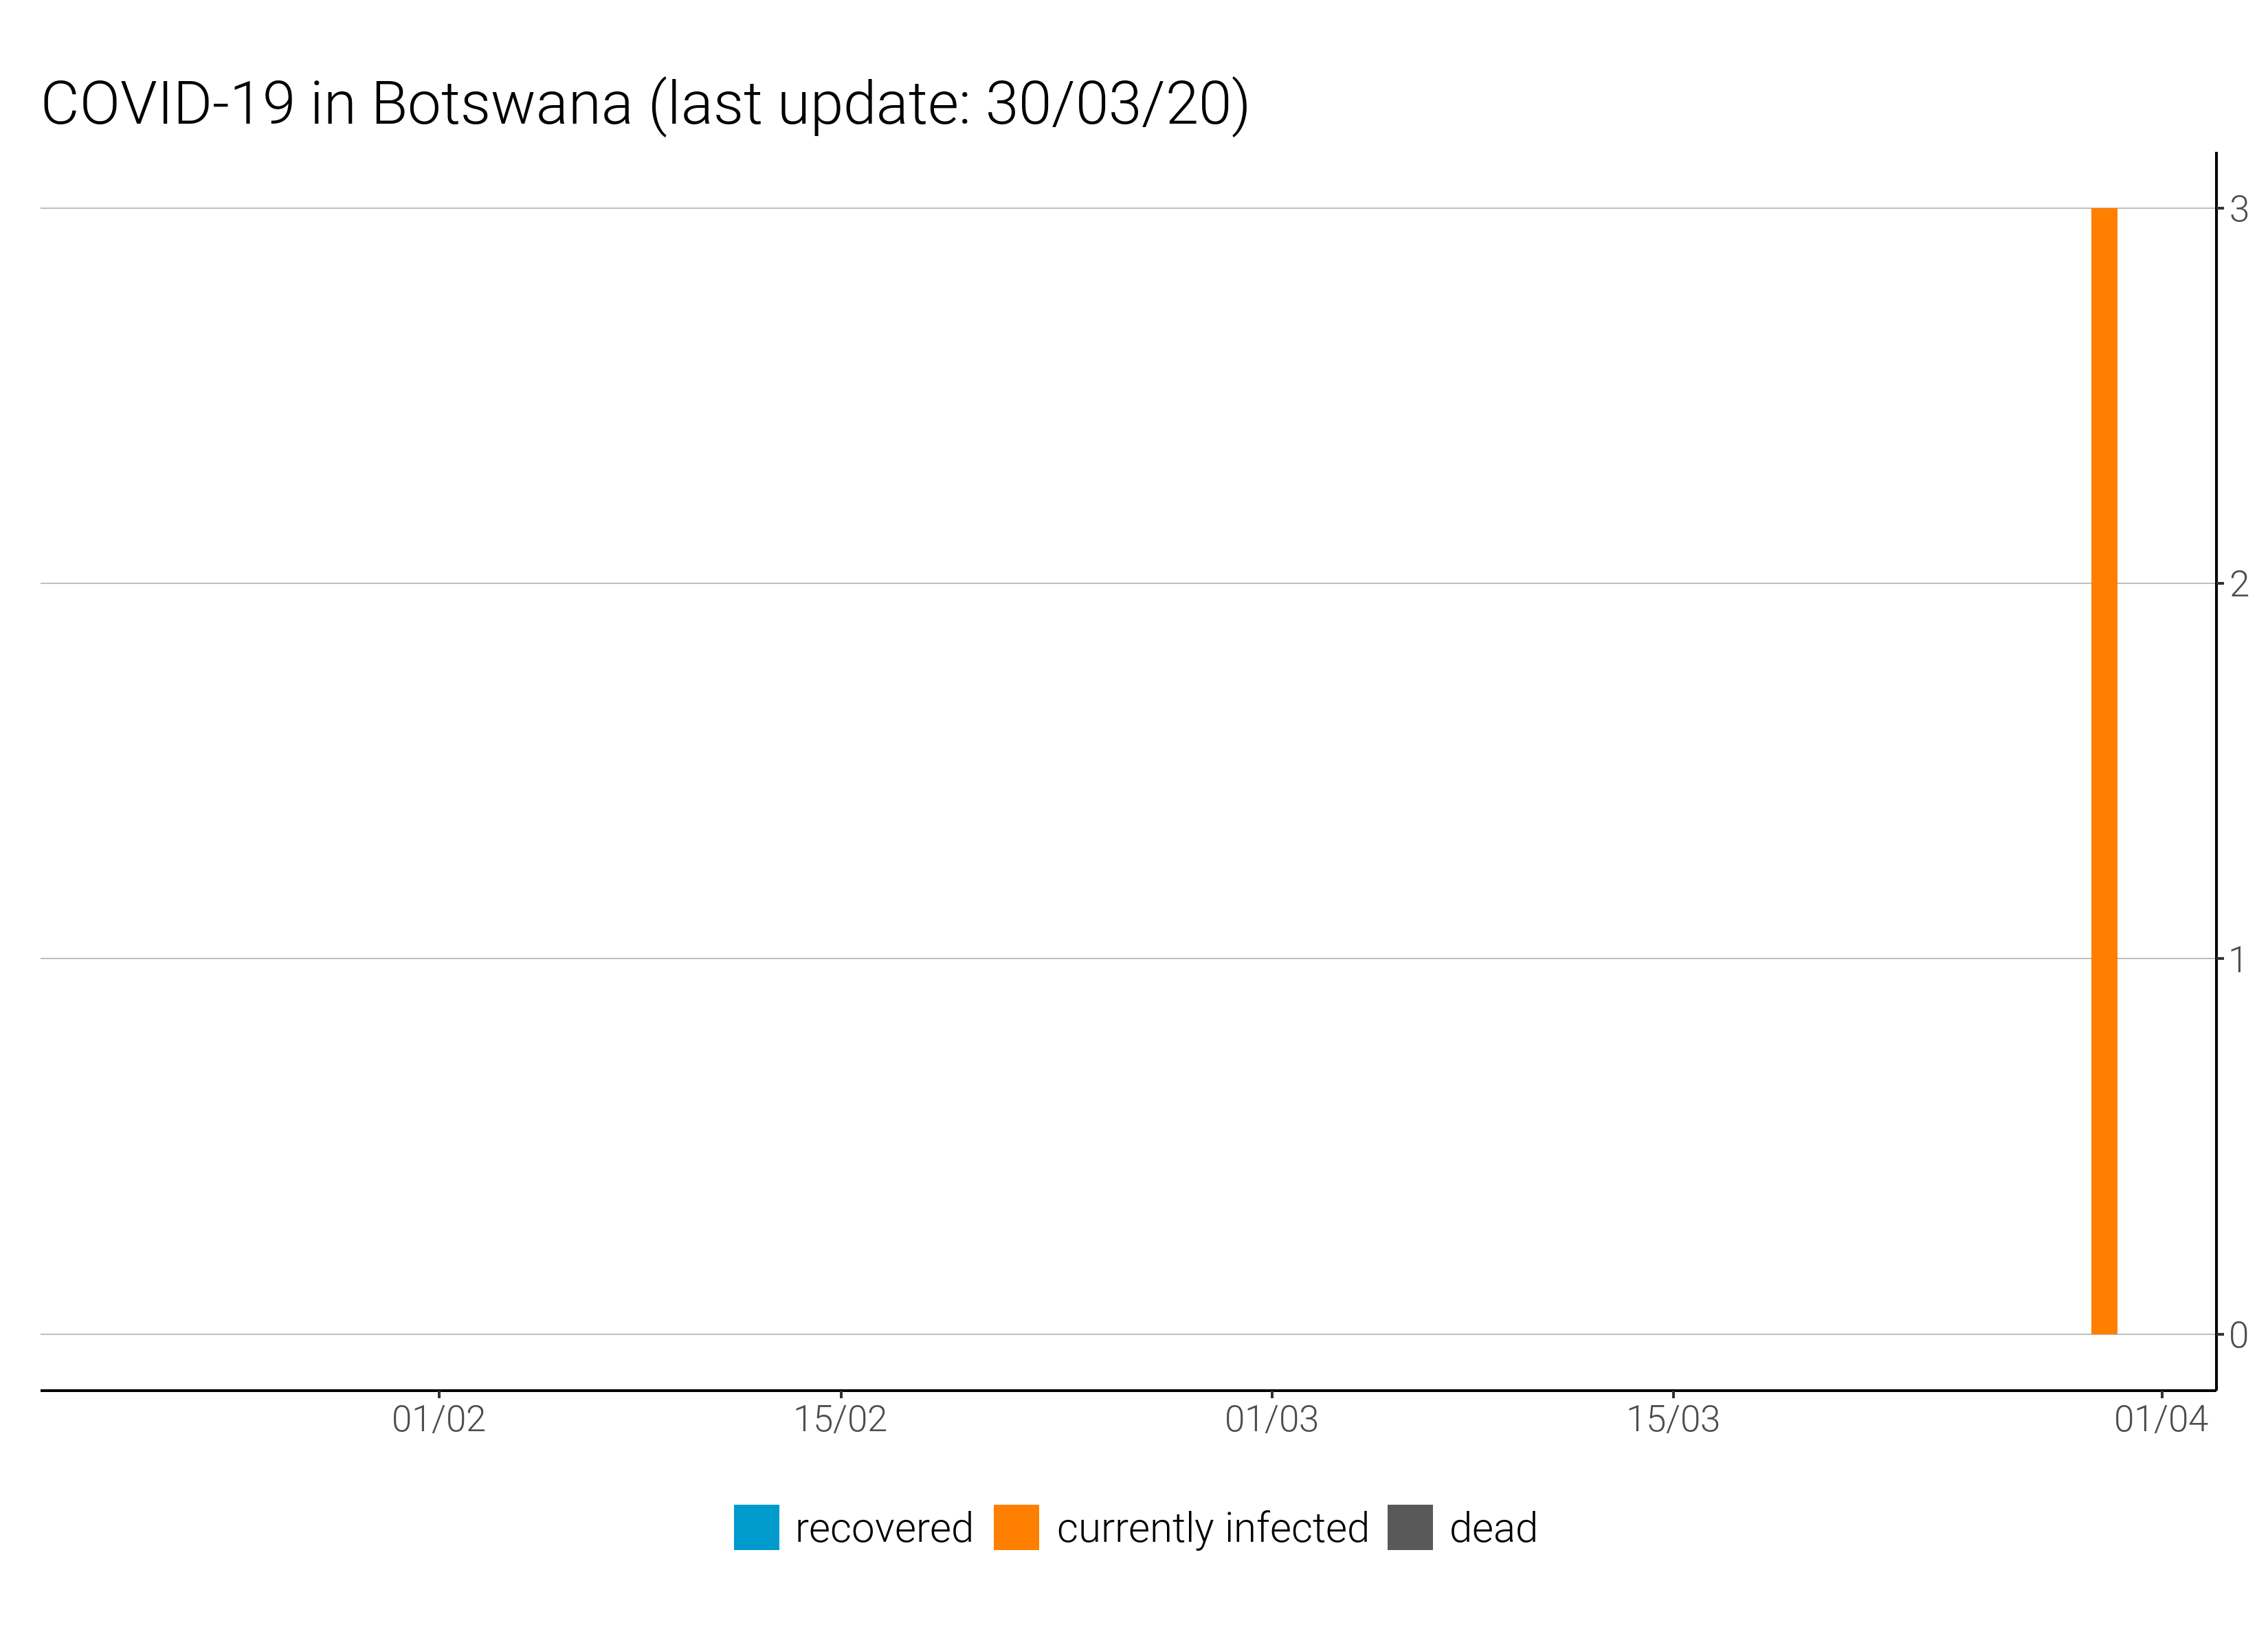 COVID-19 in Botswana (last update: 30/03/20)
3
2
1
0
01/02 15/02 01/03 15/03 01/04
recovered currently infected dead